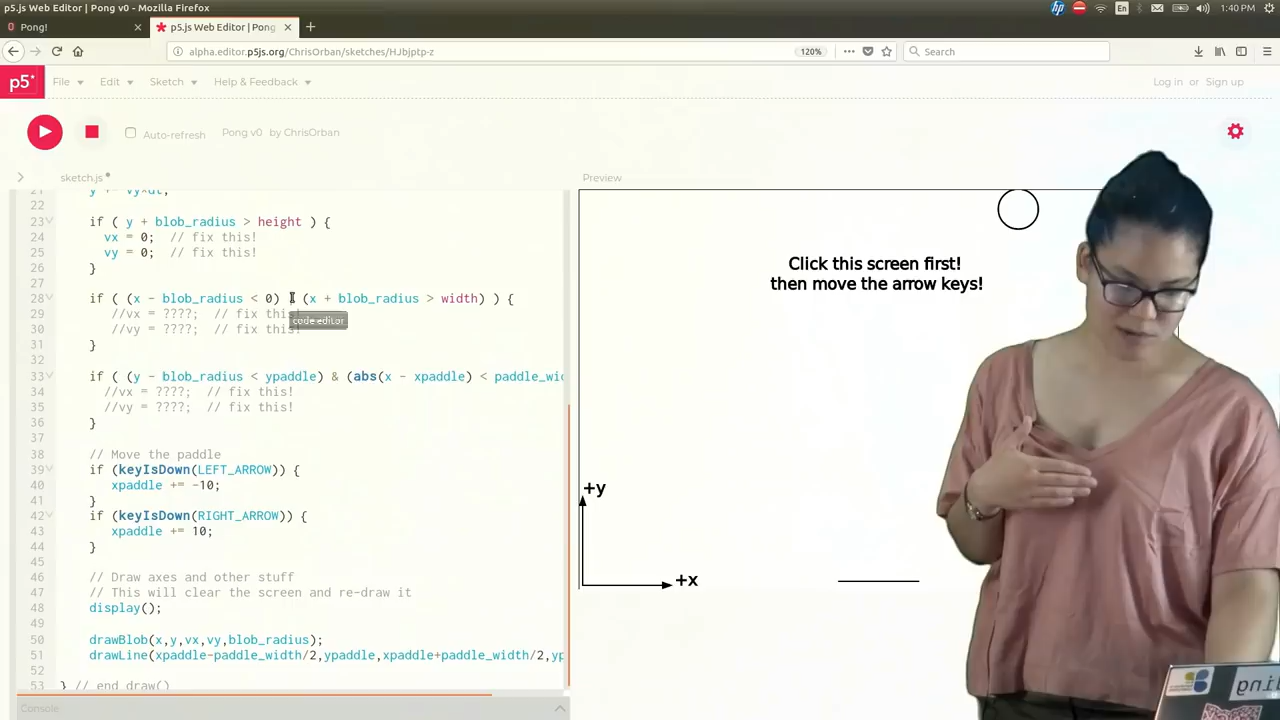 p5.js Web Editor | Pong v0 - Mozilla Firefox
En
1:40 PM
Pong!
p5.js Web Editor | Pong
alpha.editor.p5js.org/ChrisOrban/sketches/HJbjptp-z
120%
Search
p5*
File
Edit
Sketch
Help & Feedback
Log in or Sign up
Auto-refresh
Pong v0 by ChrisOrban
sketch.js
Preview
21 y += vy*dt;
22
23 if ( y + blob_radius > height ) {
24 vx = 0; // fix this!
25 vy = 0; // fix this!
26 }
27
28 if ( (x - blob_radius < 0) | (x + blob_radius > width) ) {
29 //vx = ????; // fix this!
code editor
30 //vy = ????; // fix this!
31 }
32
33 if ( (y - blob_radius < ypaddle) & (abs(x - xpaddle) < paddle_wid
34 //vx = ????; // fix this!
35 //vy = ????; // fix this!
36 }
37
38 // Move the paddle
39 if (keyIsDown(LEFT_ARROW)) {
40 xpaddle += -10;
41 }
42 if (keyIsDown(RIGHT_ARROW)) {
43 xpaddle += 10;
44 }
45
46 // Draw axes and other stuff
47 // This will clear the screen and re-draw it
48 display();
49
50 drawBlob(x,y,vx,vy,blob_radius);
51 drawLine(xpaddle-paddle_width/2,ypaddle,xpaddle+paddle_width/2,yp
52
53 } // end draw()
Console
Click this screen first!
then move the arrow keys!
+y
+x